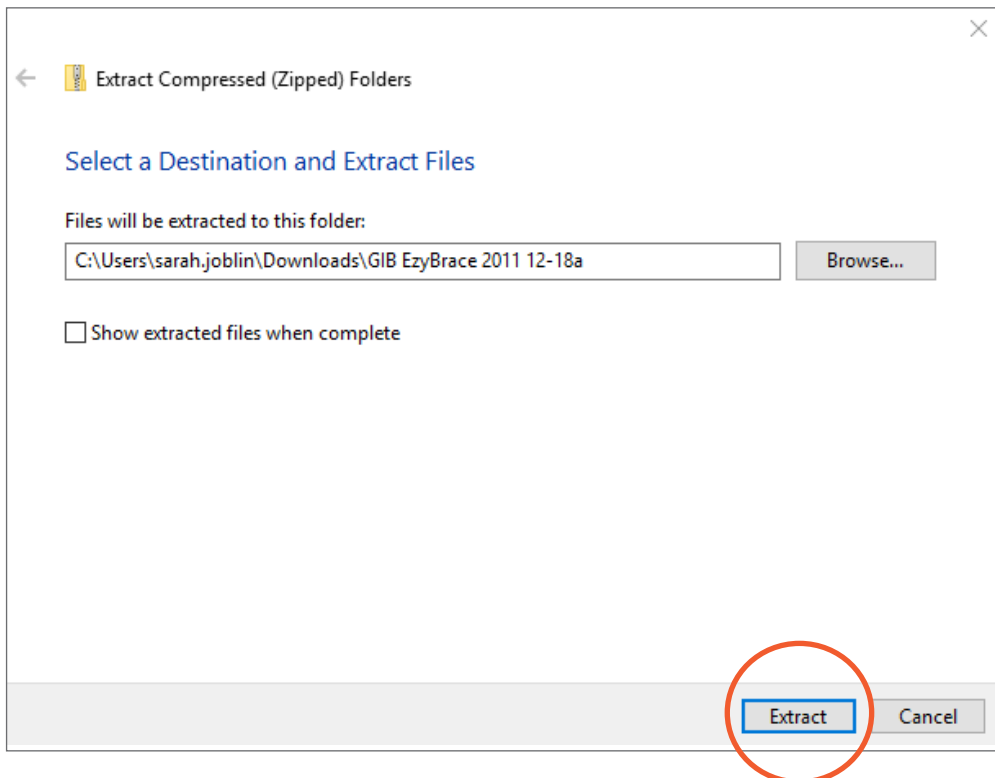 Extract Compressed (Zipped) Folders
Select a Destination and Extract Files
Files will be extracted to this folder:
C:\Users\sarah.joblin\Downloads\GIB EzyBrace 2011 12-18a
Browse...
Show extracted files when complete
Extract
Cancel